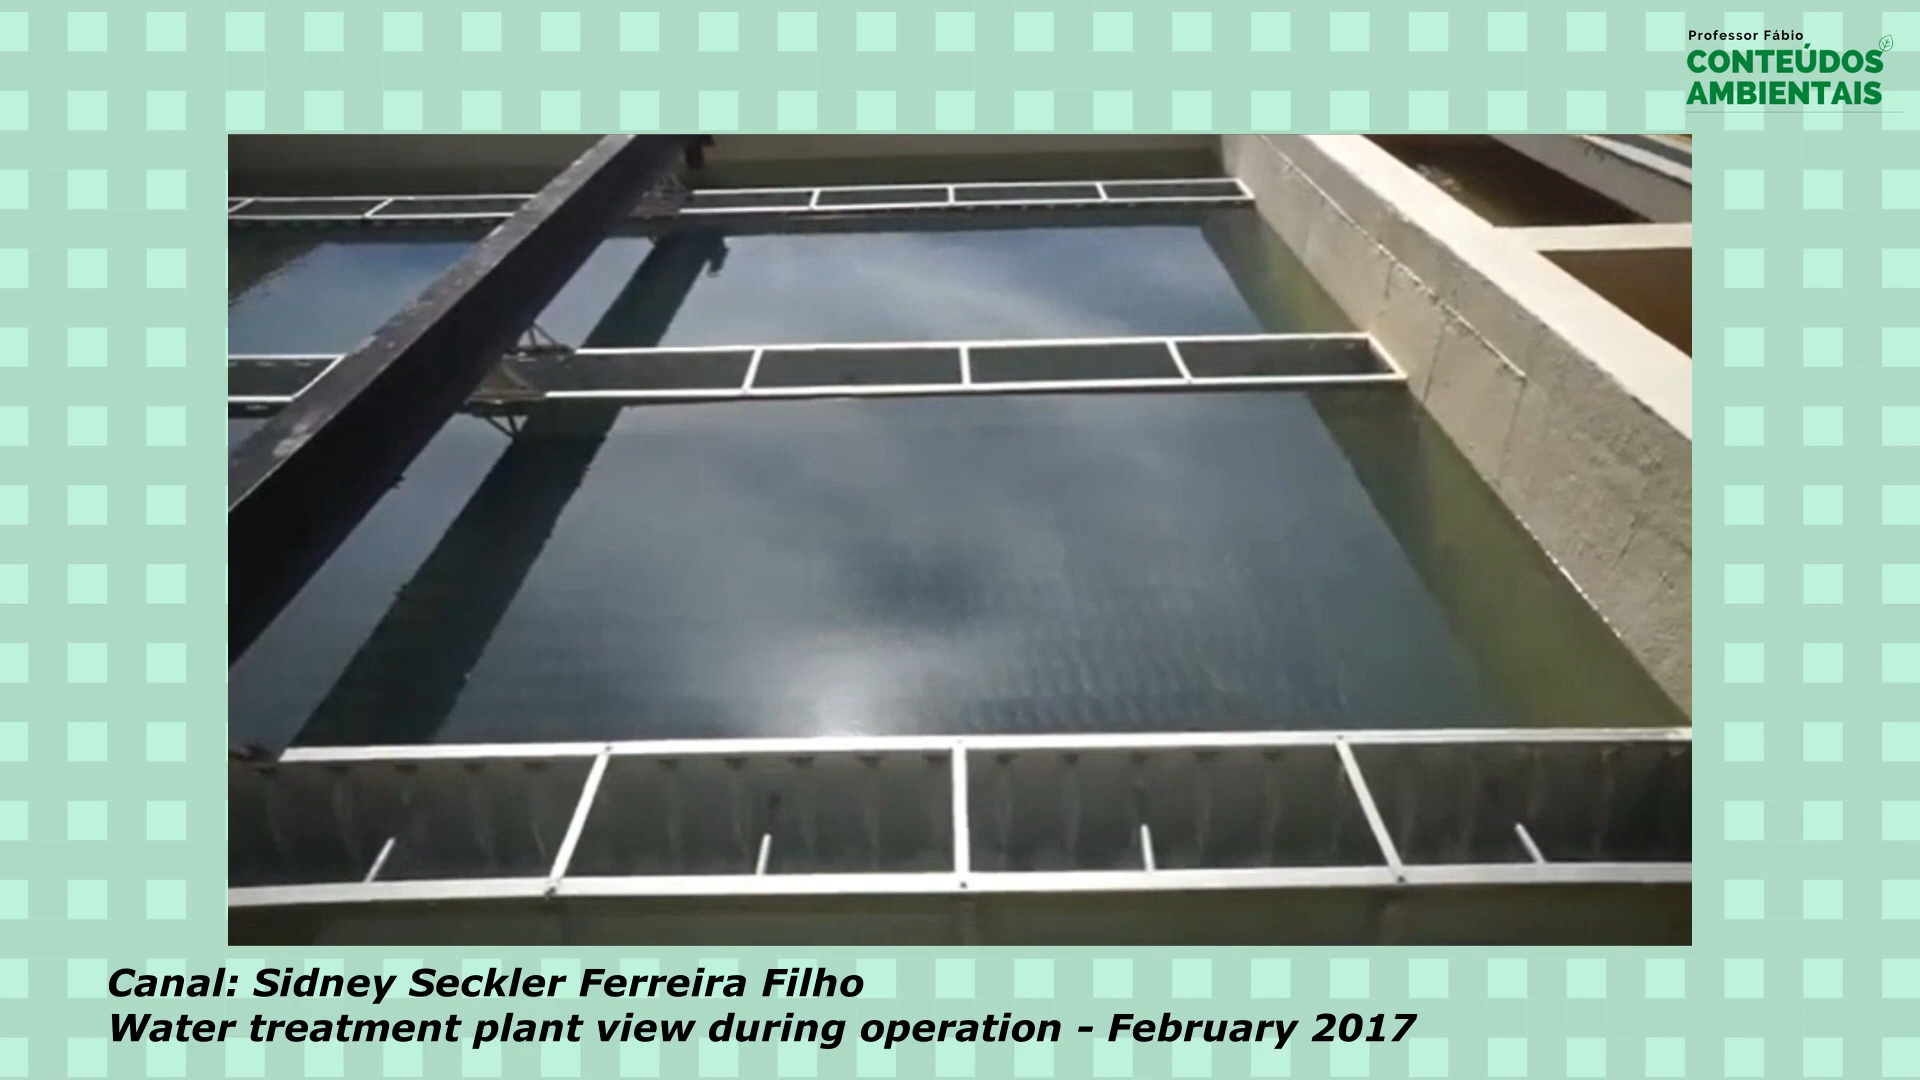 Professor Fábio
CONTEÚDOS
AMBIENTAIS
Canal: Sidney Seckler Ferreira Filho
Water treatment plant view during operation - February 2017